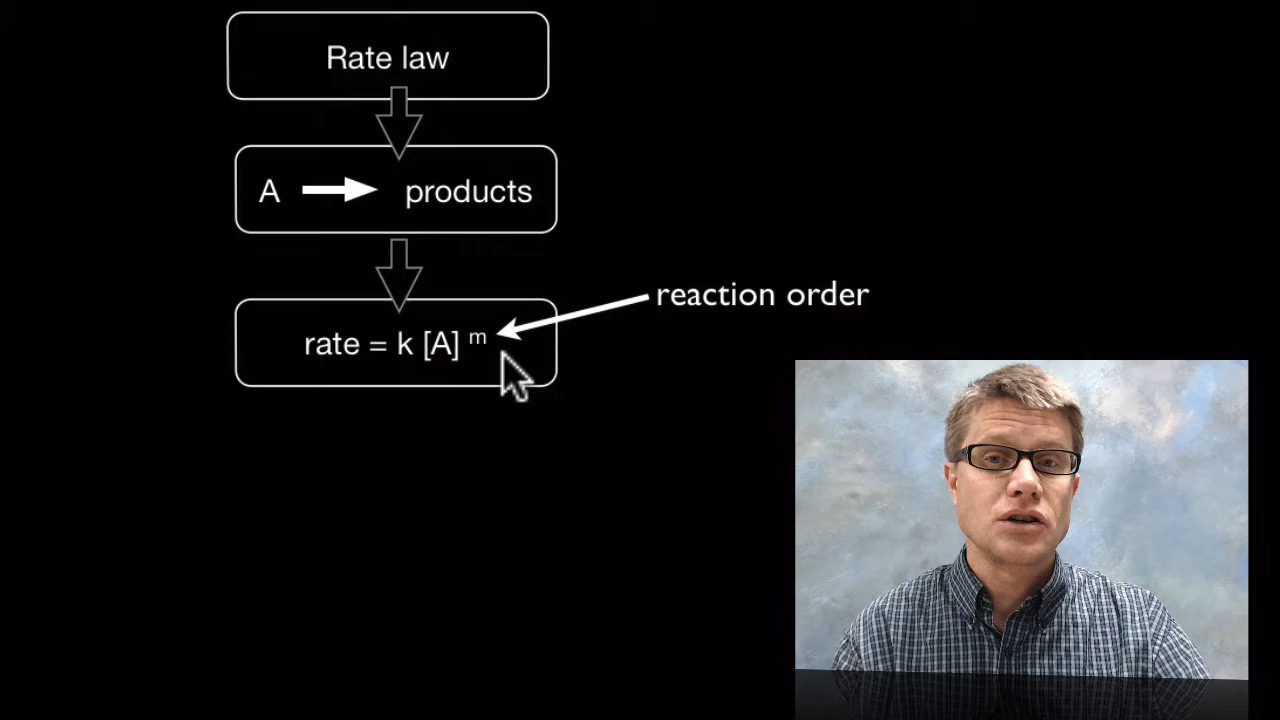 Rate law
A → products
reaction order
rate = k [A] ᵐ